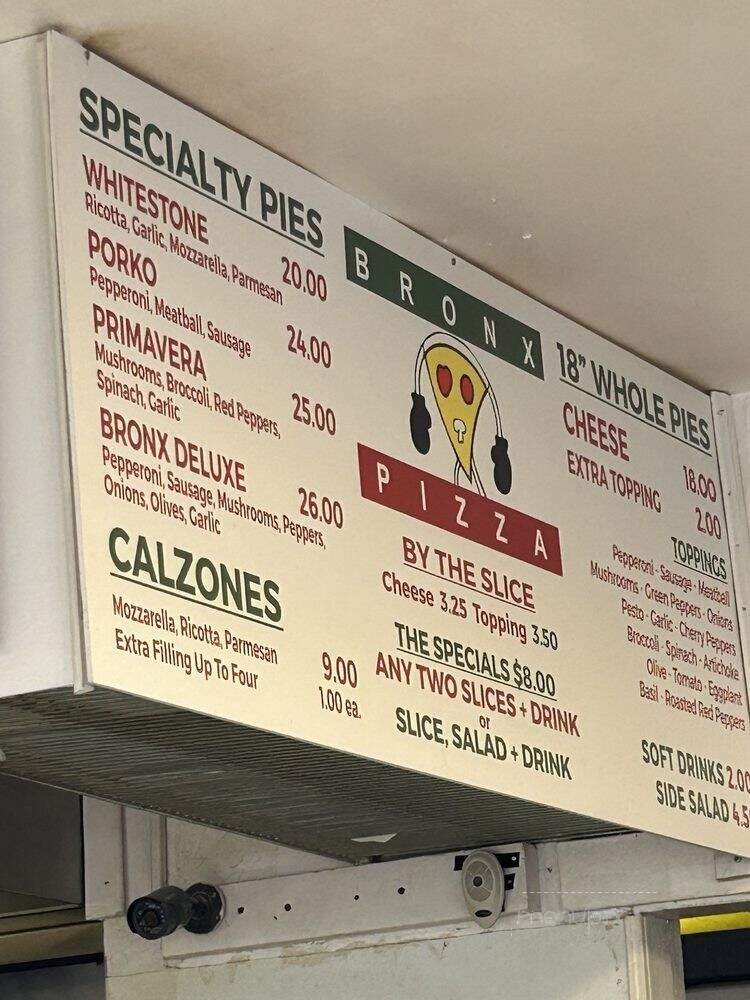 SPECIALTY PIES
WHITESTONE
Ricotta, Garlic, Mozzarella, Parmesan
20.00
PORKO
Pepperoni, Meatball, Sausage
24.00
PRIMAVERA
Mushrooms, Broccoli, Red Peppers,
Spinach, Garlic
25.00
BRONX DELUXE
Pepperoni, Sausage, Mushrooms, Peppers,
Onions, Olives, Garlic
26.00
CALZONES
Mozzarella, Ricotta, Parmesan
9.00
Extra Filling Up To Four
1.00 ea.
BRONX
PIZZA
BY THE SLICE
Cheese 3.25 Topping 3.50
THE SPECIALS $8.00
ANY TWO SLICES + DRINK
or
SLICE, SALAD + DRINK
18" WHOLE PIES
CHEESE
18.00
EXTRA TOPPING
2.00
TOPPINGS
Pepperoni - Sausage - Meatball
Mushrooms - Green Peppers - Onions
Pesto - Garlic - Cherry Peppers
Broccoli - Spinach - Artichoke
Olive - Tomato - Eggplant
Basil - Roasted Red Peppers
SOFT DRINKS 2.00
SIDE SALAD 4.5